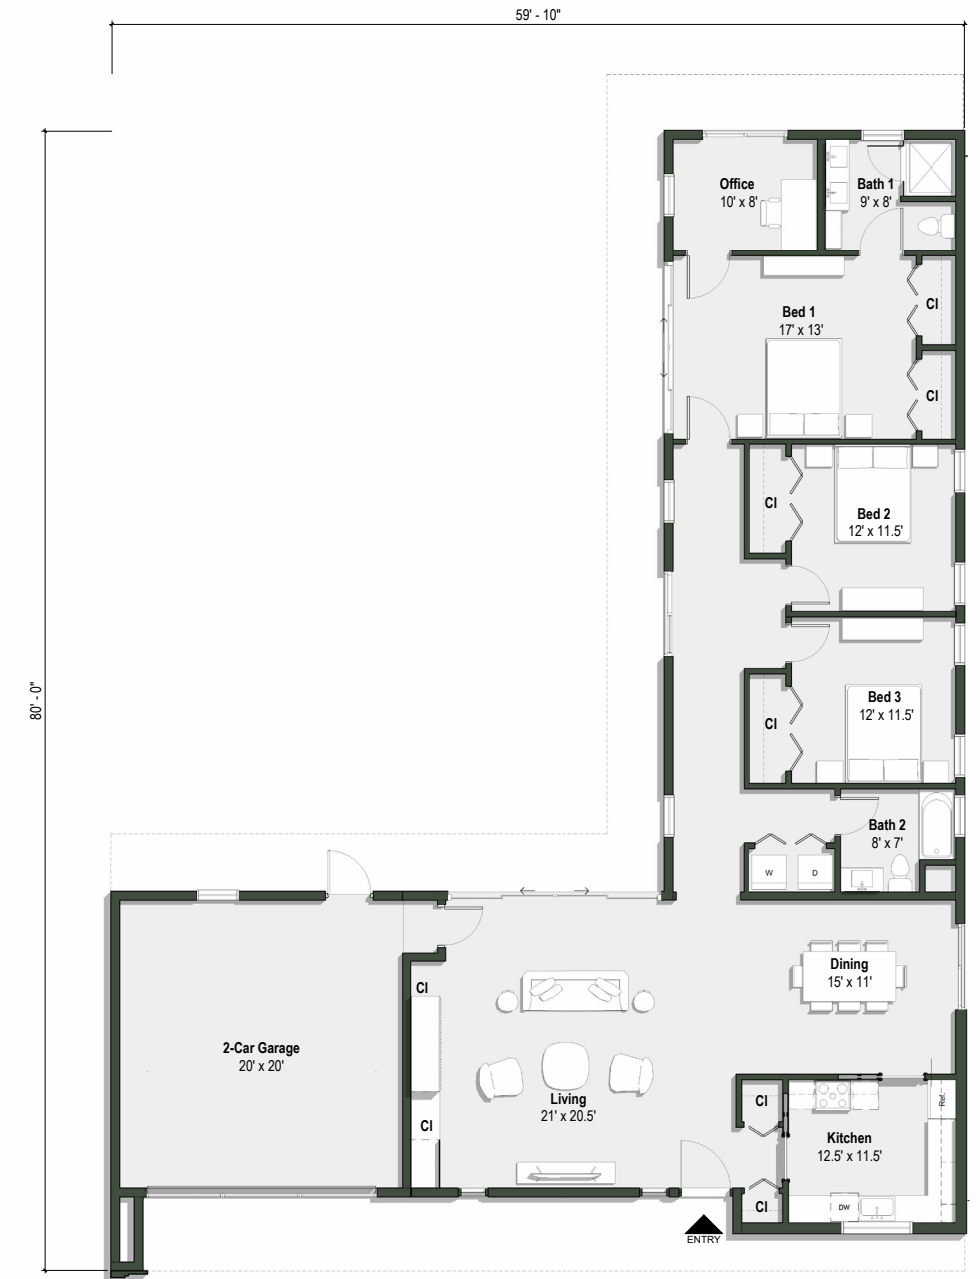 59' - 10"
Office
10' x 8'
Bath 1
9' x 8'
Cl
Bed 1
17' x 13'
Cl
Cl
Bed 2
12' x 11.5'
80' - 0"
Bed 3
12' x 11.5'
Cl
Bath 2
8' x 7'
W
D
Dining
15' x 11'
Cl
2-Car Garage
20' x 20'
Living
21' x 20.5'
Cl
Ref.
Cl
Kitchen
12.5' x 11.5'
Cl
DW
ENTRY